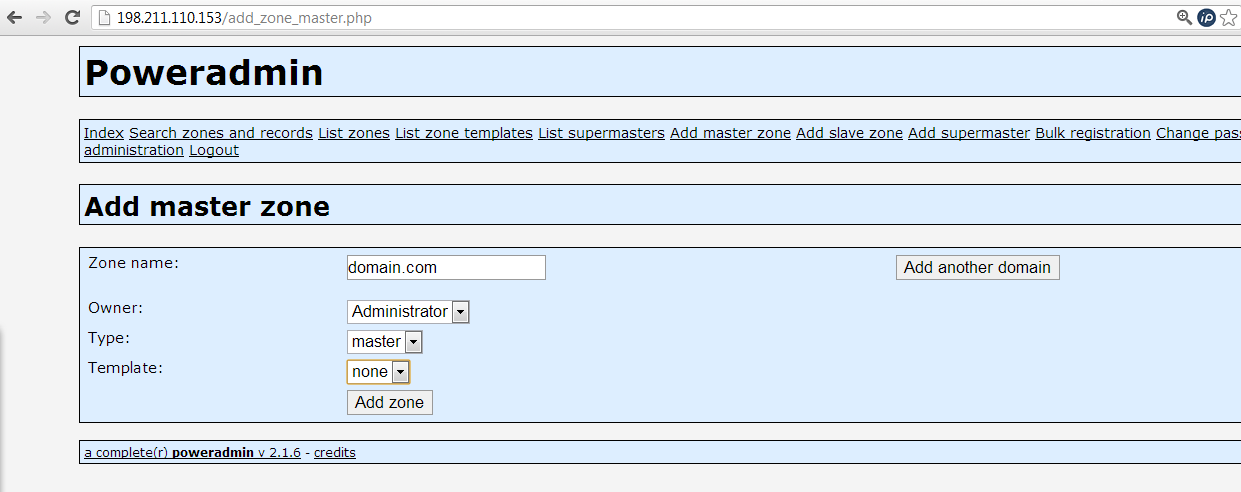 198.211.110.153/add_zone_master.php
Poweradmin
Index Search zones and records List zones List zone templates List supermasters Add master zone Add slave zone Add supermaster Bulk registration Change pas
administration Logout
Add master zone
Zone name: domain.com Add another domain
Owner: Administrator
Type: master
Template: none
Add zone
a complete(r) poweradmin v 2.1.6 - credits